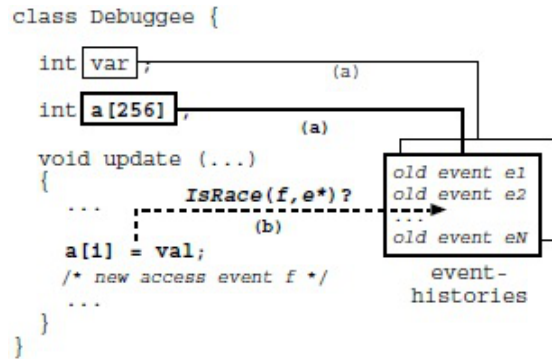 class Debuggee {
int var ;
(a)
int a[256] ;
(a)
void update (...)
{
...
IsRace(f,e*)?
(b)
a[i] = val;
/* new access event f */
...
}
}
old event e1
old event e2
...
old event eN
event-
histories